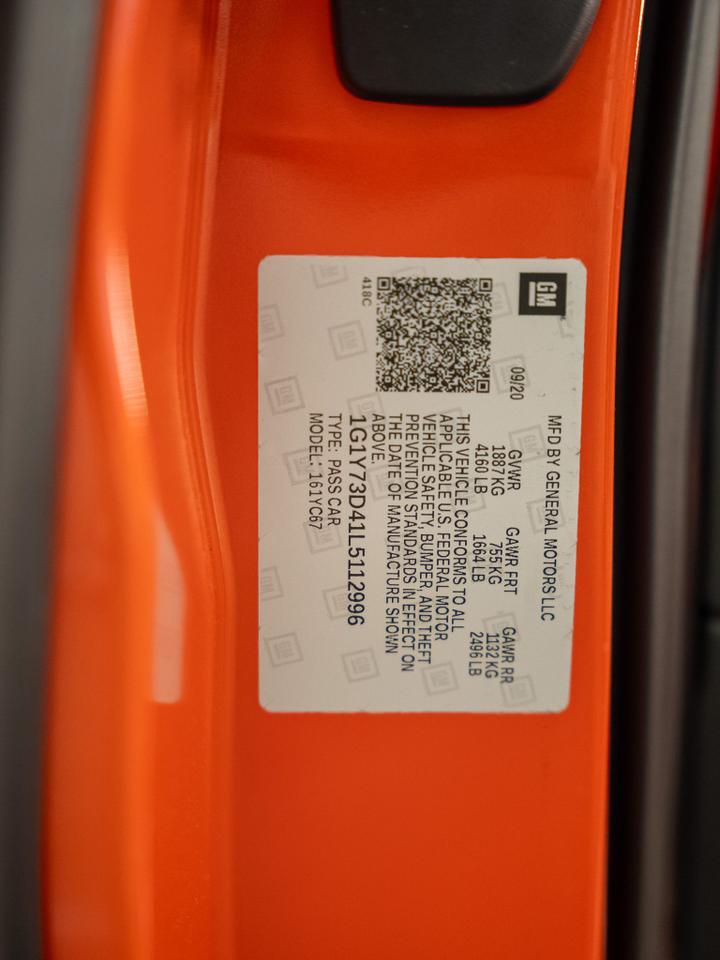 GM
09/20
418C
MFD BY GENERAL MOTORS LLC
GVWR GAWR FRT GAWR RR
1887 KG 755 KG 1132 KG
4160 LB 1664 LB 2496 LB
THIS VEHICLE CONFORMS TO ALL
APPLICABLE U.S. FEDERAL MOTOR
VEHICLE SAFETY, BUMPER, AND THEFT
PREVENTION STANDARDS IN EFFECT ON
THE DATE OF MANUFACTURE SHOWN
ABOVE.
1G1Y73D41L5112996
TYPE: PASS CAR
MODEL: 161YC67